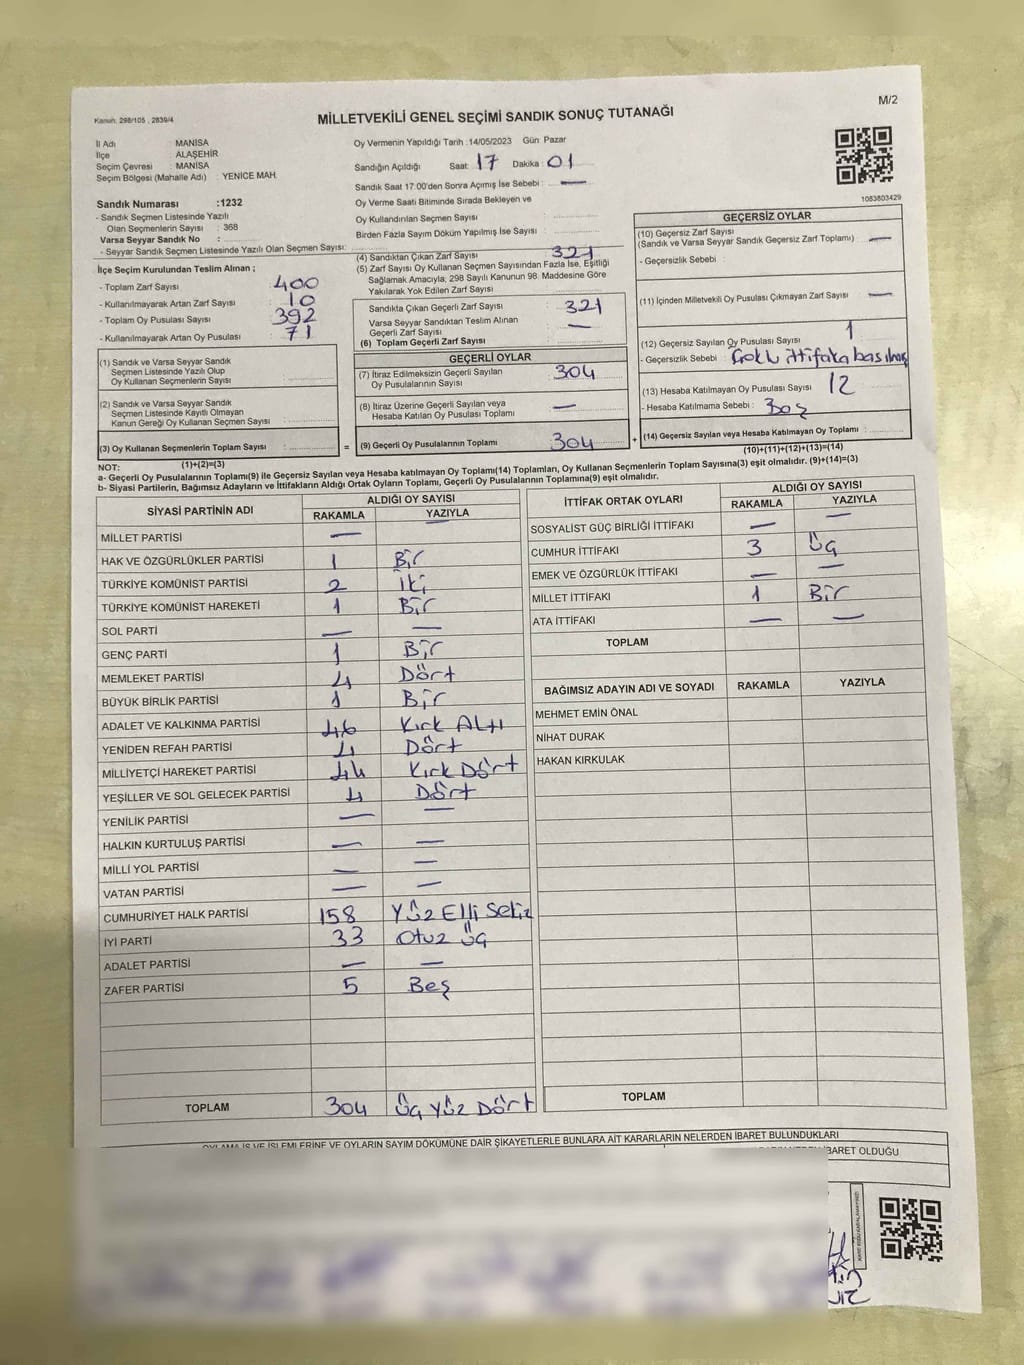 M/2
Kanun: 298/105 , 2839/4
MİLLETVEKİLİ GENEL SEÇİMİ SANDIK SONUÇ TUTANAĞI
İl Adı : MANİSA
İlçe : ALAŞEHİR
Seçim Çevresi : MANİSA
Seçim Bölgesi (Mahalle Adı) : YENİCE MAH.
Oy Vermenin Yapıldığı Tarih :14/05/2023 Gün: Pazar
Sandığın Açıldığı Saat: 17 Dakika : 01
Sandık Saat 17:00'den Sonra Açılmış İse Sebebi : —
Oy Verme Saati Bitiminde Sırada Bekleyen ve
Oy Kullandırılan Seçmen Sayısı :
Birden Fazla Sayım Döküm Yapılmış İse Sayısı :
1083803429
Sandık Numarası :1232
- Sandık Seçmen Listesinde Yazılı
Olan Seçmenlerin Sayısı : 368
Varsa Seyyar Sandık No :
- Seyyar Sandık Seçmen Listesinde Yazılı Olan Seçmen Sayısı:
İlçe Seçim Kurulundan Teslim Alınan ;
- Toplam Zarf Sayısı : 400
- Kullanılmayarak Artan Zarf Sayısı : 10
- Toplam Oy Pusulası Sayısı : 392
- Kullanılmayarak Artan Oy Pusulası : 71
(1) Sandık ve Varsa Seyyar Sandık
Seçmen Listesinde Yazılı Olup
Oy Kullanan Seçmenlerin Sayısı :
(2) Sandık ve Varsa Seyyar Sandık
Seçmen Listesinde Kayıtlı Olmayan
Kanun Gereği Oy Kullanan Seçmen Sayısı :
(3) Oy Kullanan Seçmenlerin Toplam Sayısı :
(1)+(2)=(3)
(4) Sandıktan Çıkan Zarf Sayısı : 321
(5) Zarf Sayısı Oy Kullanan Seçmen Sayısından Fazla İse, Eşitliği
Sağlamak Amacıyla; 298 Sayılı Kanunun 98. Maddesine Göre
Yakılarak Yok Edilen Zarf Sayısı :
Sandıkta Çıkan Geçerli Zarf Sayısı : 321
Varsa Seyyar Sandıktan Teslim Alınan
Geçerli Zarf Sayısı : —
(6) Toplam Geçerli Zarf Sayısı :
GEÇERLİ OYLAR
(7) İtiraz Edilmeksizin Geçerli Sayılan
Oy Pusulalarının Sayısı : 304
(8) İtiraz Üzerine Geçerli Sayılan veya
Hesaba Katılan Oy Pusulası Toplamı : —
= (9) Geçerli Oy Pusulalarının Toplamı : 304 +
GEÇERSİZ OYLAR
(10) Geçersiz Zarf Sayısı
(Sandık ve Varsa Seyyar Sandık Geçersiz Zarf Toplamı) : —
- Geçersizlik Sebebi :
(11) İçinden Milletvekili Oy Pusulası Çıkmayan Zarf Sayısı : —
(12) Geçersiz Sayılan Oy Pusulası Sayısı : 1
- Geçersizlik Sebebi : Çoklu ittifaka basılmış
(13) Hesaba Katılmayan Oy Pusulası Sayısı : 12
- Hesaba Katılmama Sebebi : Boş
(14) Geçersiz Sayılan veya Hesaba Katılmayan Oy Toplamı :
(10)+(11)+(12)+(13)=(14)
NOT:
a- Geçerli Oy Pusulalarının Toplamı(9) ile Geçersiz Sayılan veya Hesaba katılmayan Oy Toplamı(14) Toplamları, Oy Kullanan Seçmenlerin Toplam Sayısına(3) eşit olmalıdır. (9)+(14)=(3)
b- Siyasi Partilerin, Bağımsız Adayların ve İttifakların Aldığı Ortak Oyların Toplamı, Geçerli Oy Pusulalarının Toplamına(9) eşit olmalıdır.
SİYASİ PARTİNİN ADI ALDIĞI OY SAYISI
RAKAMLA YAZIYLA
MİLLET PARTİSİ — —
HAK VE ÖZGÜRLÜKLER PARTİSİ 1 Bir
TÜRKİYE KOMÜNİST PARTİSİ 2 İki
TÜRKİYE KOMÜNİST HAREKETİ 1 Bir
SOL PARTİ — —
GENÇ PARTİ 1 Bir
MEMLEKET PARTİSİ 4 Dört
BÜYÜK BİRLİK PARTİSİ 1 Bir
ADALET VE KALKINMA PARTİSİ 46 Kırk Altı
YENİDEN REFAH PARTİSİ 4 Dört
MİLLİYETÇİ HAREKET PARTİSİ 44 Kırk Dört
YEŞİLLER VE SOL GELECEK PARTİSİ 4 Dört
YENİLİK PARTİSİ — —
HALKIN KURTULUŞ PARTİSİ — —
MİLLİ YOL PARTİSİ — —
VATAN PARTİSİ — —
CUMHURİYET HALK PARTİSİ 158 Yüz Elli Sekiz
İYİ PARTİ 33 Otuz Üç
ADALET PARTİSİ — —
ZAFER PARTİSİ 5 Beş
TOPLAM 304 Üç Yüz Dört
İTTİFAK ORTAK OYLARI ALDIĞI OY SAYISI
RAKAMLA YAZIYLA
SOSYALİST GÜÇ BİRLİĞİ İTTİFAKI — —
CUMHUR İTTİFAKI 3 Üç
EMEK VE ÖZGÜRLÜK İTTİFAKI — —
MİLLET İTTİFAKI 1 Bir
ATA İTTİFAKI — —
TOPLAM
BAĞIMSIZ ADAYIN ADI VE SOYADI RAKAMLA YAZIYLA
MEHMET EMİN ÖNAL
NİHAT DURAK
HAKAN KIRKULAK
TOPLAM
OYLAMA İŞ VE İŞLEMLERİNE VE OYLARIN SAYIM DÖKÜMÜNE DAİR ŞİKAYETLERLE BUNLARA AİT KARARLARIN NELERDEN İBARET BULUNDUKLARI
İBARET OLDUĞU